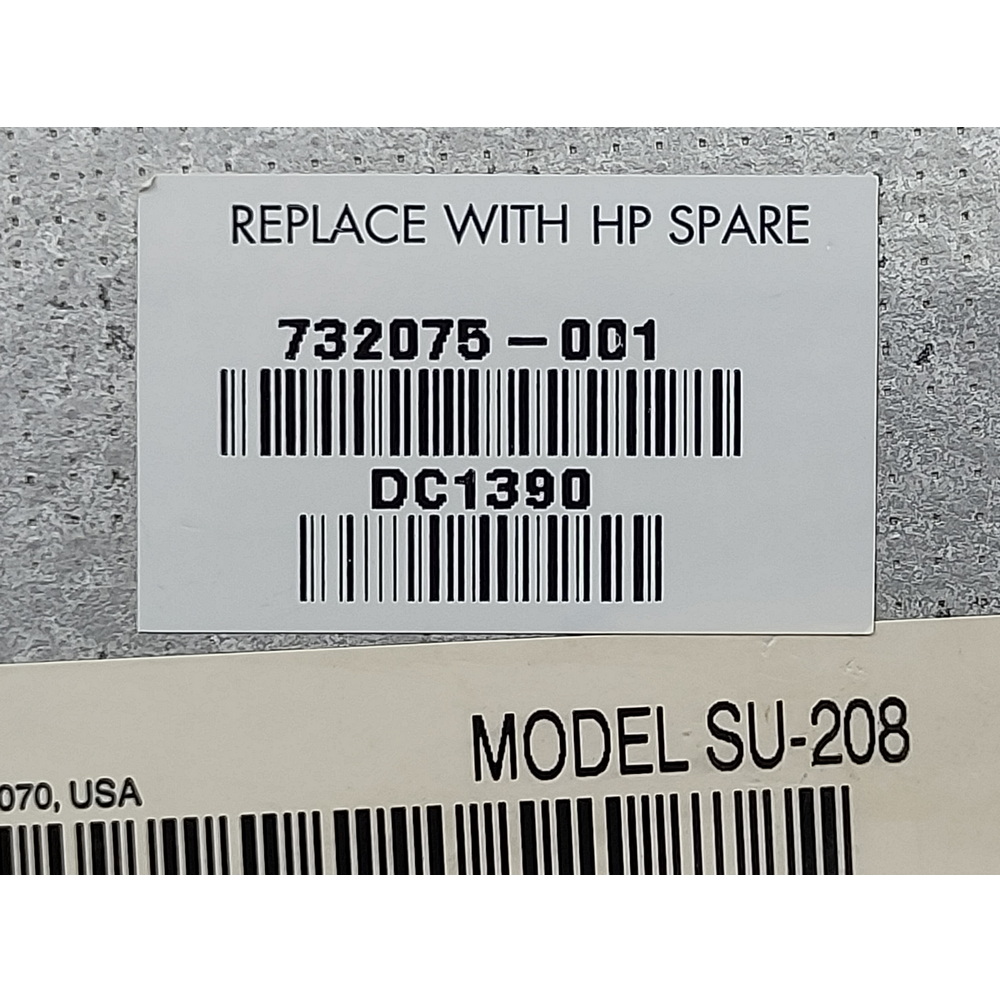 REPLACE WITH HP SPARE
732075-001
DC1390
MODEL SU-208
070, USA